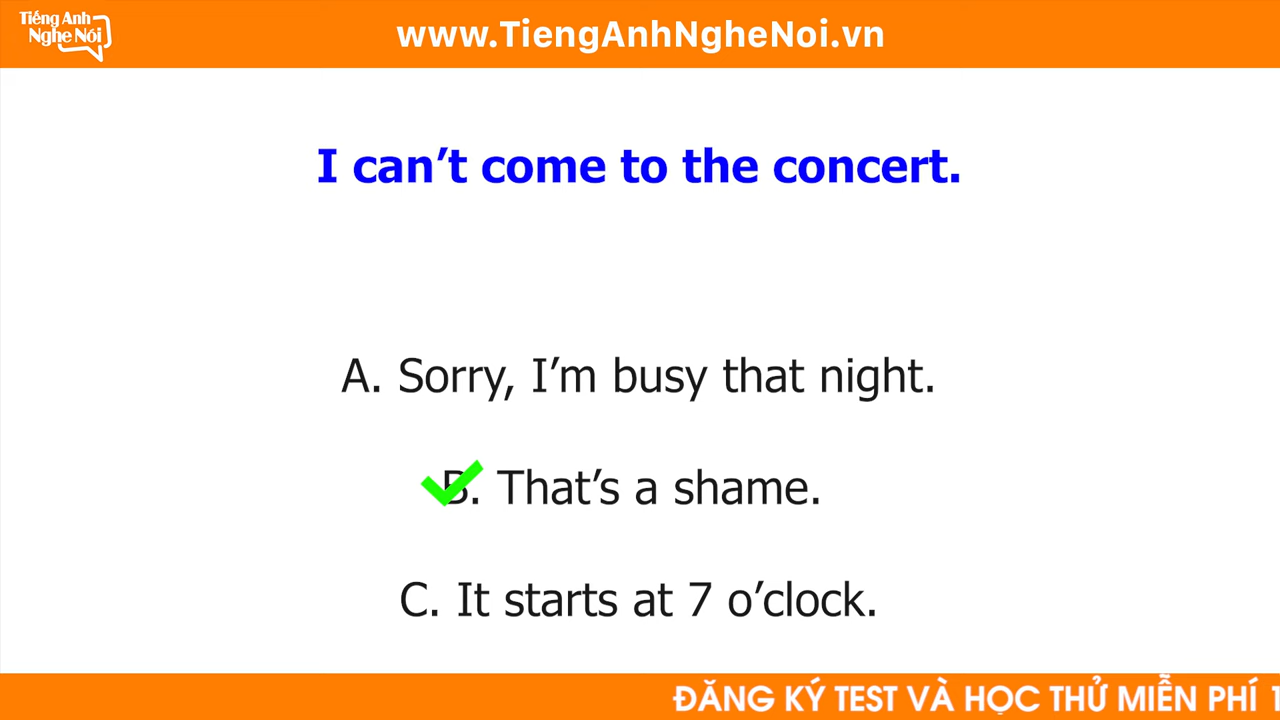 Tiếng Anh
Nghe Nói
www.TiengAnhNgheNoi.vn
I can’t come to the concert.
A. Sorry, I’m busy that night.
B. That’s a shame.
C. It starts at 7 o’clock.
ĐĂNG KÝ TEST VÀ HỌC THỬ MIỄN PHÍ 1